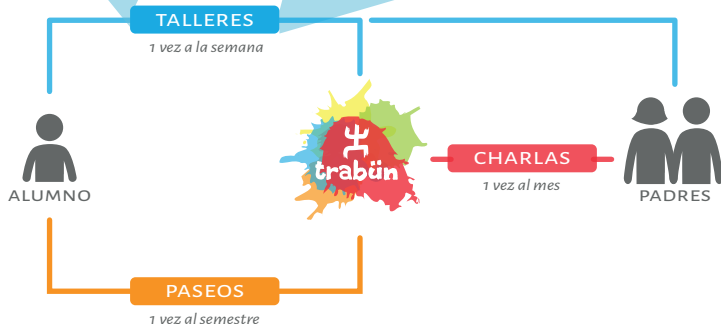 TALLERES
1 vez a la semana
trabün
CHARLAS
1 vez al mes
ALUMNO
PADRES
PASEOS
1 vez al semestre